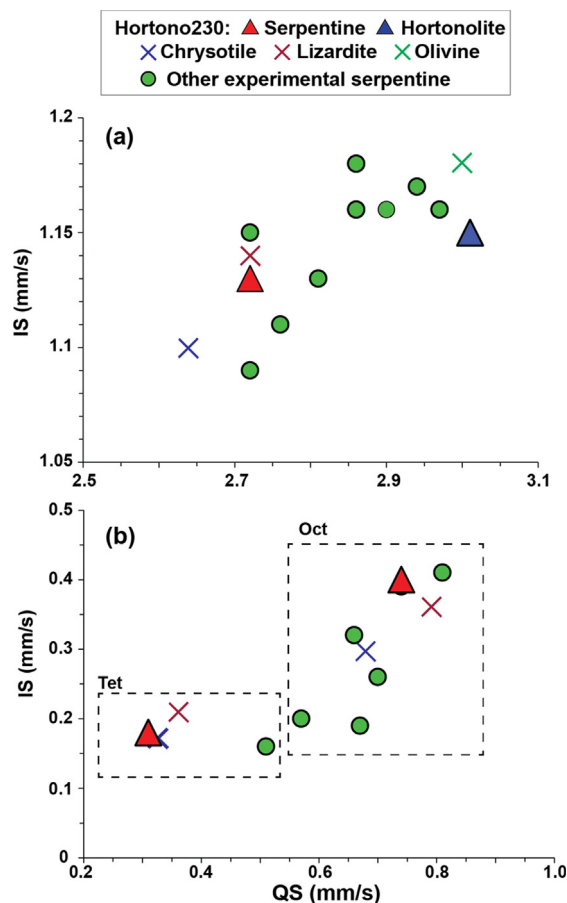 Hortono230: Serpentine Hortonolite
Chrysotile Lizardite Olivine
Other experimental serpentine
(a)
1.2
1.15
1.1
1.05
IS (mm/s)
2.5 2.7 2.9 3.1
(b)
Oct
Tet
0.5
0.4
0.3
0.2
0.1
0
IS (mm/s)
0.2 0.4 0.6 0.8 1.0
QS (mm/s)